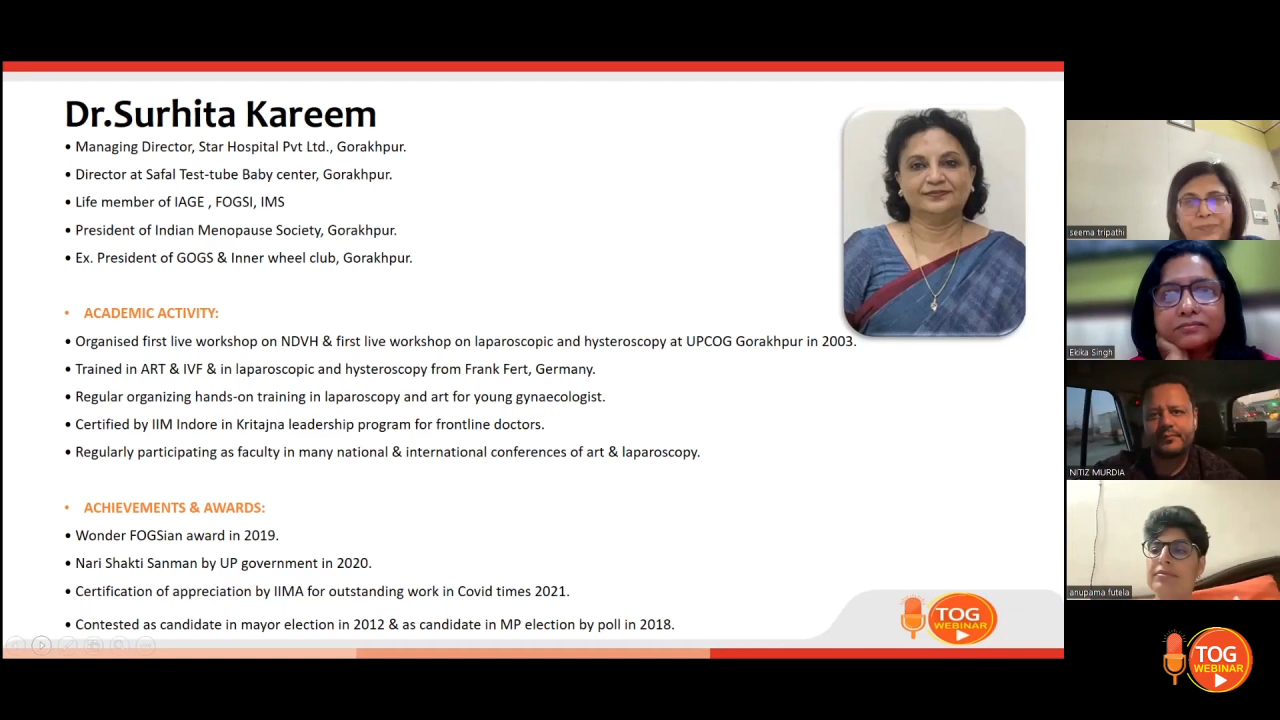 Dr.Surhita Kareem
• Managing Director, Star Hospital Pvt Ltd., Gorakhpur.
• Director at Safal Test-tube Baby center, Gorakhpur.
• Life member of IAGE , FOGSI, IMS
• President of Indian Menopause Society, Gorakhpur.
• Ex. President of GOGS & Inner wheel club, Gorakhpur.
• ACADEMIC ACTIVITY:
• Organised first live workshop on NDVH & first live workshop on laparoscopic and hysteroscopy at UPCOG Gorakhpur in 2003.
• Trained in ART & IVF & in laparoscopic and hysteroscopy from Frank Fert, Germany.
• Regular organizing hands-on training in laparoscopy and art for young gynaecologist.
• Certified by IIM Indore in Kritajna leadership program for frontline doctors.
• Regularly participating as faculty in many national & international conferences of art & laparoscopy.
• ACHIEVEMENTS & AWARDS:
• Wonder FOGSian award in 2019.
• Nari Shakti Sanman by UP government in 2020.
• Certification of appreciation by IIMA for outstanding work in Covid times 2021.
• Contested as candidate in mayor election in 2012 & as candidate in MP election by poll in 2018.
TOG
WEBINAR
seema tripathi
Ekika Singh
NITIZ MURDIA
anupama futela
TOG
WEBINAR